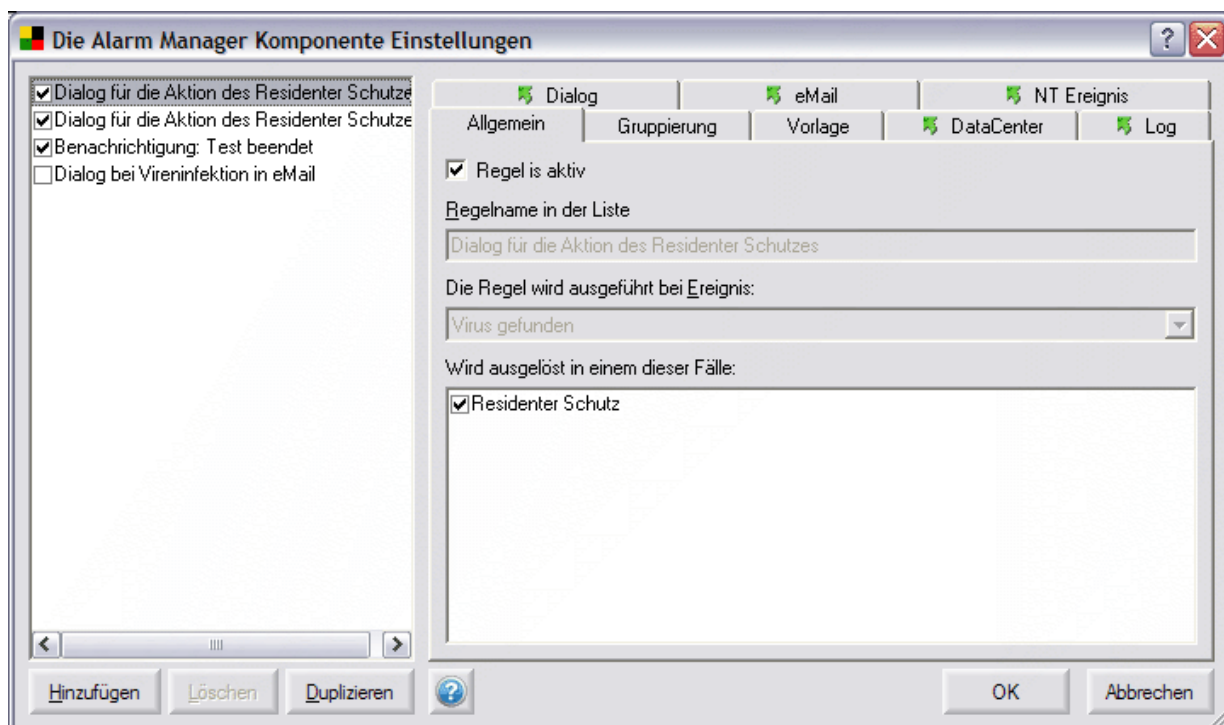 Die Alarm Manager Komponente Einstellungen
Dialog für die Aktion des Residenter Schutze
Dialog für die Aktion des Residenter Schutze
Benachrichtigung: Test beendet
Dialog bei Vireninfektion in eMail
Dialog
eMail
NT Ereignis
Allgemein
Gruppierung
Vorlage
DataCenter
Log
Regel is aktiv
Regelname in der Liste
Dialog für die Aktion des Residenter Schutzes
Die Regel wird ausgeführt bei Ereignis:
Virus gefunden
Wird ausgelöst in einem dieser Fälle:
Residenter Schutz
Hinzufügen
Löschen
Duplizieren
OK
Abbrechen